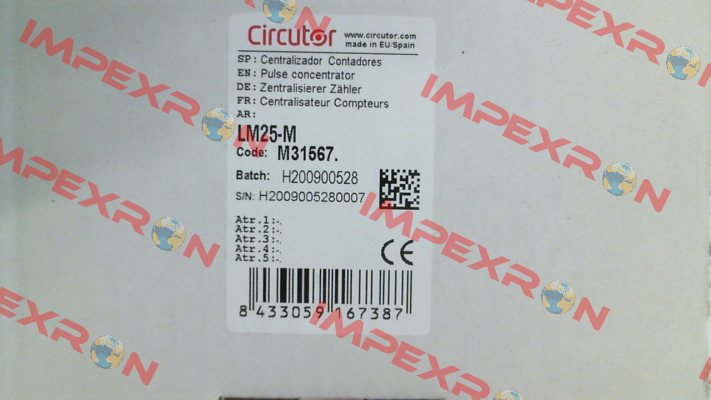 Circutor www.circutor.com
made in EU/Spain
SP: Centralizador Contadores
EN: Pulse concentrator
DE: Zentralisierer Zähler
FR: Centralisateur Compteurs
AR:
LM25-M
Code: M31567.
Batch: H200900528
S/N: H2009005280007
Atr.1:-.
Atr.2:-.
Atr.3:-.
Atr.4:-.
Atr.5:-.
CE
8 433059 167387
IMPEXRON
IMPEXRON
IMPEXRON
IMPEXRON
IMPEXRON
IMPEXRON